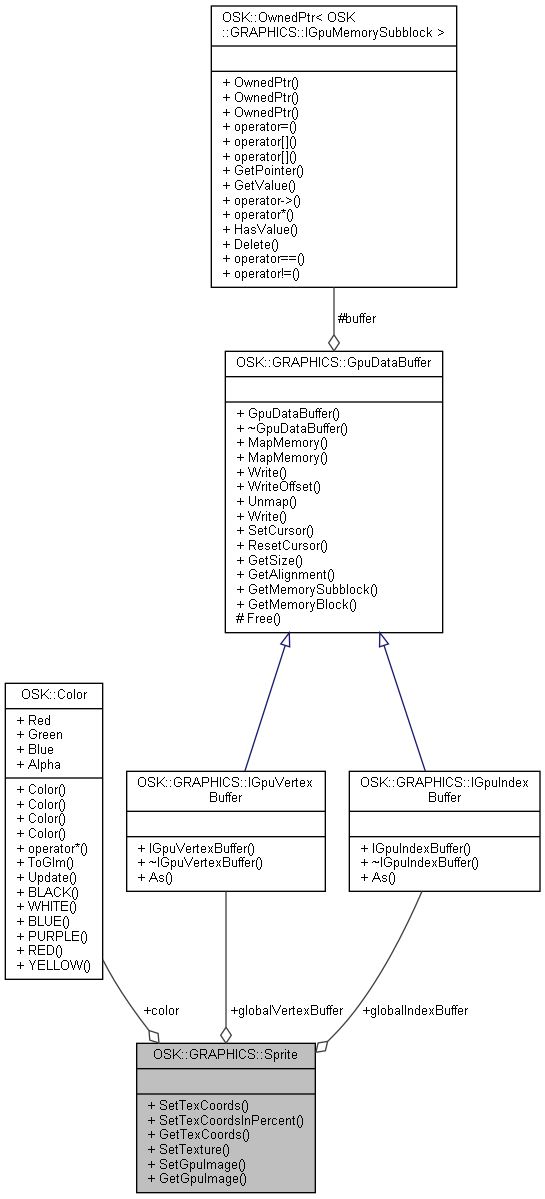 OSK::OwnedPtr< OSK
::GRAPHICS::IGpuMemorySubblock >
+ OwnedPtr()
+ OwnedPtr()
+ OwnedPtr()
+ operator=()
+ operator[]()
+ operator[]()
+ GetPointer()
+ GetValue()
+ operator->()
+ operator*()
+ HasValue()
+ Delete()
+ operator==()
+ operator!=()
#buffer
OSK::GRAPHICS::GpuDataBuffer
+ GpuDataBuffer()
+ ~GpuDataBuffer()
+ MapMemory()
+ MapMemory()
+ Write()
+ WriteOffset()
+ Unmap()
+ Write()
+ SetCursor()
+ ResetCursor()
+ GetSize()
+ GetAlignment()
+ GetMemorySubblock()
+ GetMemoryBlock()
# Free()
OSK::Color
+ Red
+ Green
+ Blue
+ Alpha
+ Color()
+ Color()
+ Color()
+ Color()
+ operator*()
+ ToGlm()
+ Update()
+ BLACK()
+ WHITE()
+ BLUE()
+ PURPLE()
+ RED()
+ YELLOW()
OSK::GRAPHICS::IGpuVertex
Buffer
+ IGpuVertexBuffer()
+ ~IGpuVertexBuffer()
+ As()
OSK::GRAPHICS::IGpuIndex
Buffer
+ IGpuIndexBuffer()
+ ~IGpuIndexBuffer()
+ As()
+color
+globalVertexBuffer
+globalIndexBuffer
OSK::GRAPHICS::Sprite
+ SetTexCoords()
+ SetTexCoordsInPercent()
+ GetTexCoords()
+ SetTexture()
+ SetGpuImage()
+ GetGpuImage()